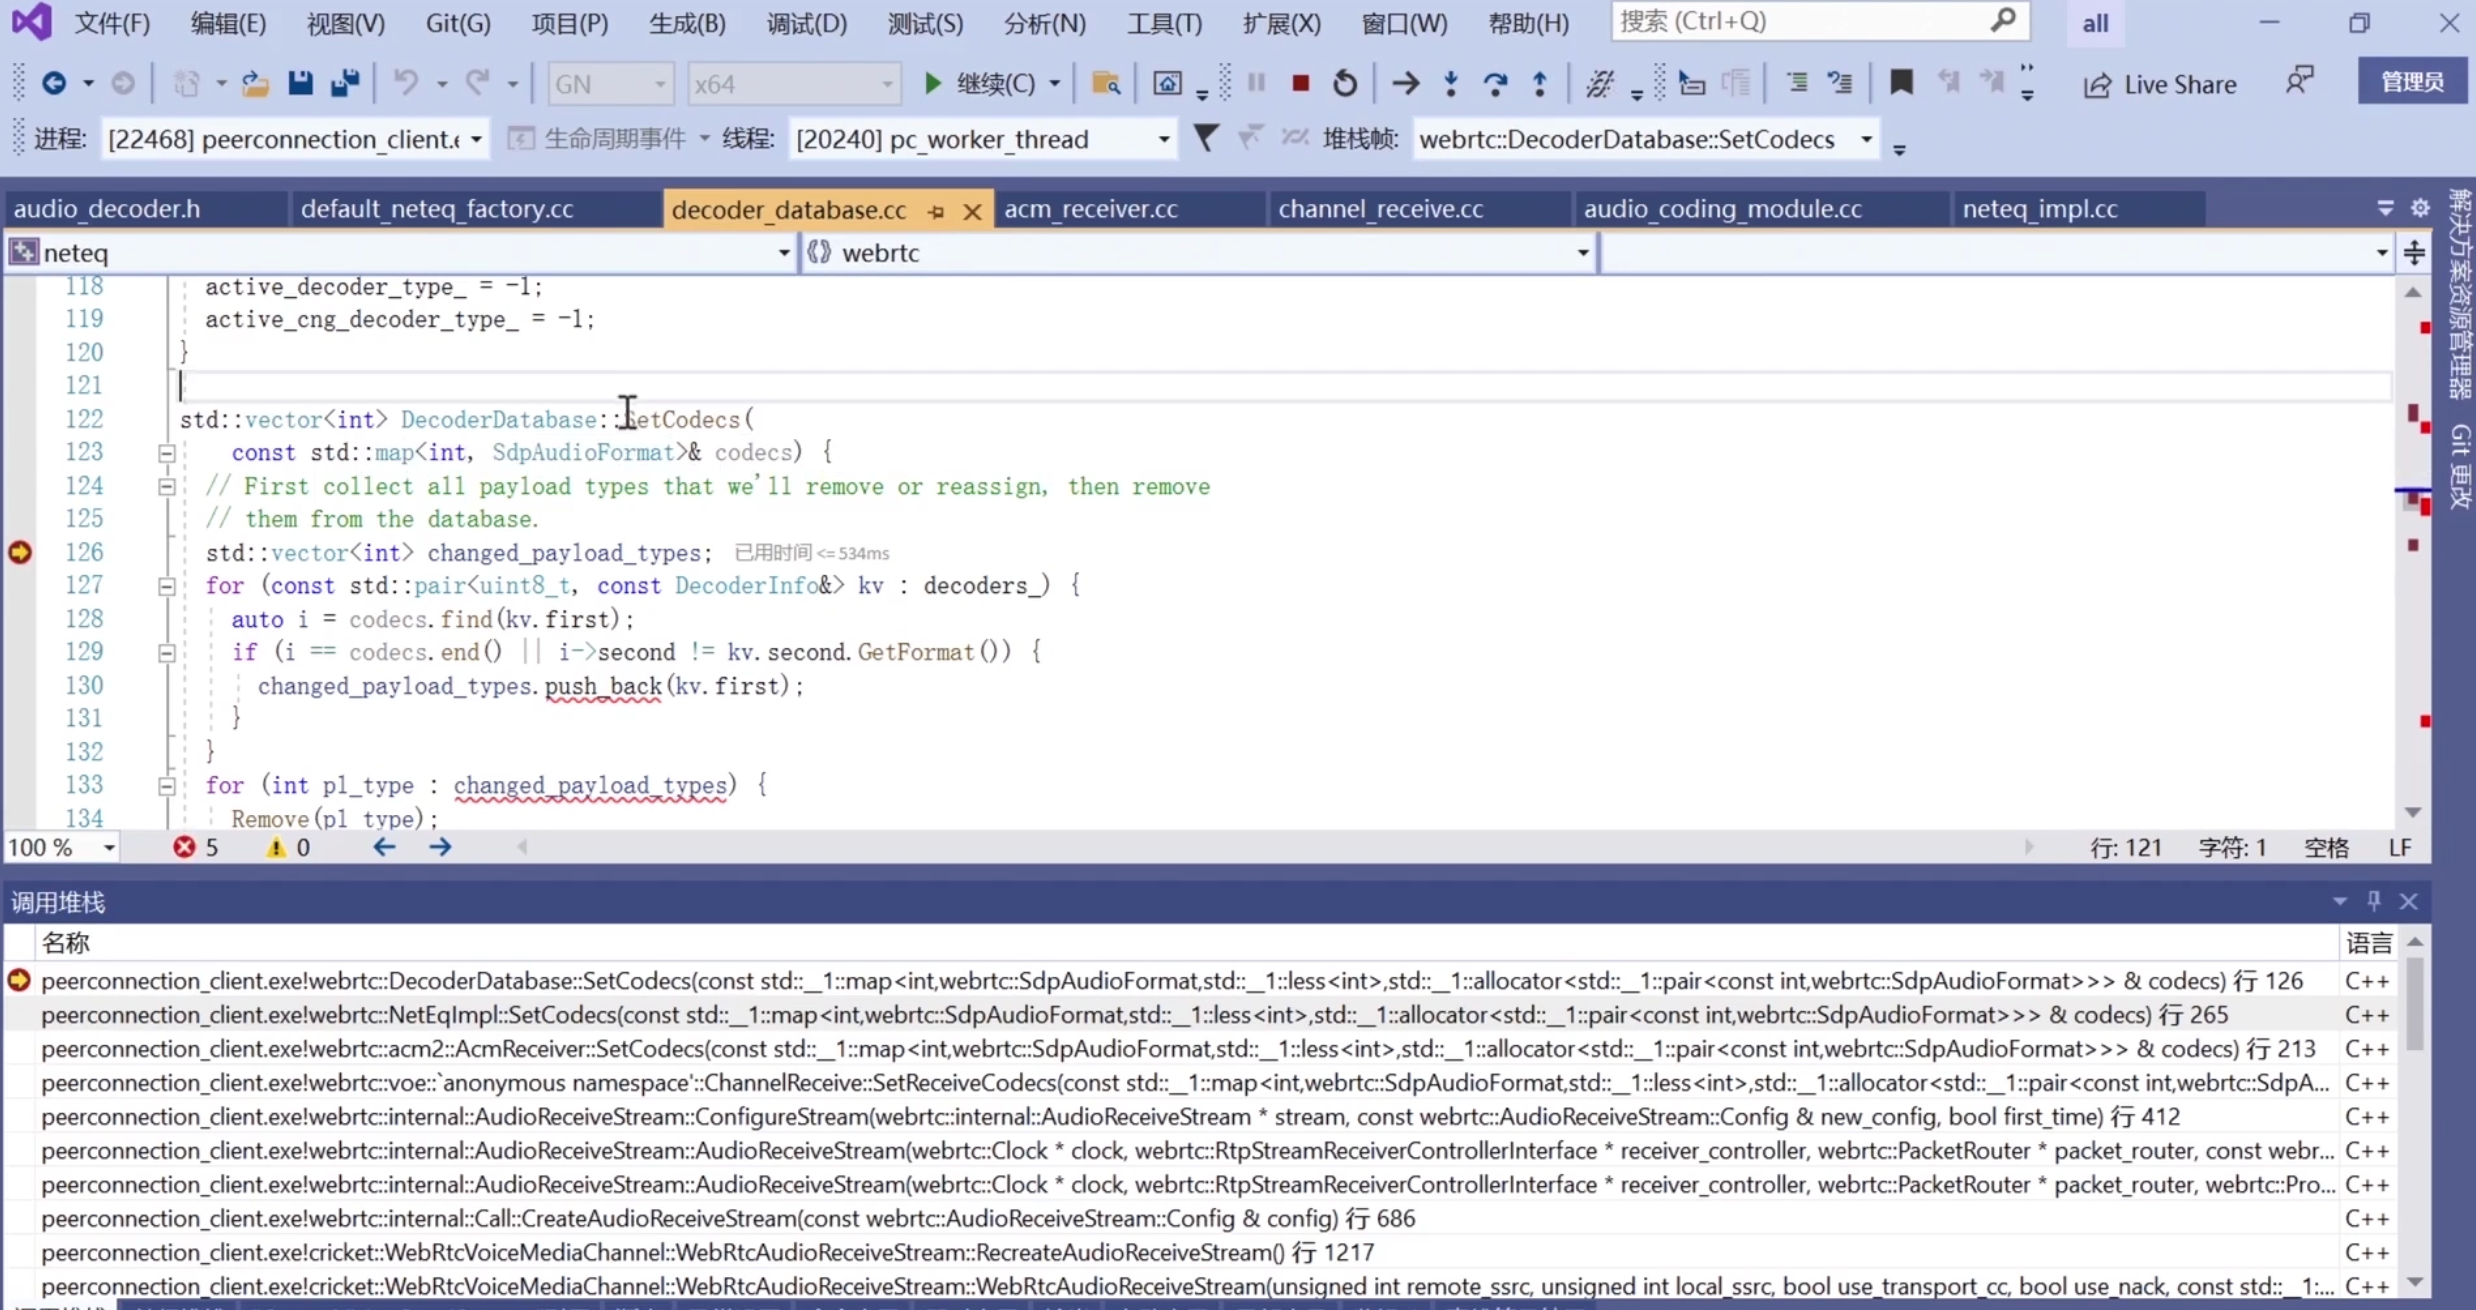 文件(F) 编辑(E) 视图(V) Git(G) 项目(P) 生成(B) 调试(D) 测试(S) 分析(N) 工具(T) 扩展(X) 窗口(W) 帮助(H) 搜索 (Ctrl+Q) all
GN x64 继续(C) Live Share 管理员
进程: [22468] peerconnection_client.e 生命周期事件 线程: [20240] pc_worker_thread 堆栈帧: webrtc::DecoderDatabase::SetCodecs
audio_decoder.h default_neteq_factory.cc decoder_database.cc acm_receiver.cc channel_receive.cc audio_coding_module.cc neteq_impl.cc
neteq webrtc
118 active_decoder_type_ = -1;
119 active_cng_decoder_type_ = -1;
120 }
121
122 std::vector<int> DecoderDatabase::SetCodecs(
123 const std::map<int, SdpAudioFormat>& codecs) {
124 // First collect all payload types that we'll remove or reassign, then remove
125 // them from the database.
126 std::vector<int> changed_payload_types; 已用时间 <= 534ms
127 for (const std::pair<uint8_t, const DecoderInfo&> kv : decoders_) {
128 auto i = codecs.find(kv.first);
129 if (i == codecs.end() || i->second != kv.second.GetFormat()) {
130 changed_payload_types.push_back(kv.first);
131 }
132 }
133 for (int pl_type : changed_payload_types) {
134 Remove(pl_type);
100 % 5 0 行: 121 字符: 1 空格 LF
解决方案资源管理器
Git 更改
调用堆栈
名称 语言
peerconnection_client.exe!webrtc::DecoderDatabase::SetCodecs(const std::__1::map<int,webrtc::SdpAudioFormat,std::__1::less<int>,std::__1::allocator<std::__1::pair<const int,webrtc::SdpAudioFormat>>> & codecs) 行 126 C++
peerconnection_client.exe!webrtc::NetEqImpl::SetCodecs(const std::__1::map<int,webrtc::SdpAudioFormat,std::__1::less<int>,std::__1::allocator<std::__1::pair<const int,webrtc::SdpAudioFormat>>> & codecs) 行 265 C++
peerconnection_client.exe!webrtc::acm2::AcmReceiver::SetCodecs(const std::__1::map<int,webrtc::SdpAudioFormat,std::__1::less<int>,std::__1::allocator<std::__1::pair<const int,webrtc::SdpAudioFormat>>> & codecs) 行 213 C++
peerconnection_client.exe!webrtc::voe::`anonymous namespace'::ChannelReceive::SetReceiveCodecs(const std::__1::map<int,webrtc::SdpAudioFormat,std::__1::less<int>,std::__1::allocator<std::__1::pair<const int,webrtc::SdpA... C++
peerconnection_client.exe!webrtc::internal::AudioReceiveStream::ConfigureStream(webrtc::internal::AudioReceiveStream * stream, const webrtc::AudioReceiveStream::Config & new_config, bool first_time) 行 412 C++
peerconnection_client.exe!webrtc::internal::AudioReceiveStream::AudioReceiveStream(webrtc::Clock * clock, webrtc::RtpStreamReceiverControllerInterface * receiver_controller, webrtc::PacketRouter * packet_router, const webr... C++
peerconnection_client.exe!webrtc::internal::AudioReceiveStream::AudioReceiveStream(webrtc::Clock * clock, webrtc::RtpStreamReceiverControllerInterface * receiver_controller, webrtc::PacketRouter * packet_router, webrtc::Pro... C++
peerconnection_client.exe!webrtc::internal::Call::CreateAudioReceiveStream(const webrtc::AudioReceiveStream::Config & config) 行 686 C++
peerconnection_client.exe!cricket::WebRtcVoiceMediaChannel::WebRtcAudioReceiveStream::RecreateAudioReceiveStream() 行 1217 C++
peerconnection_client.exe!cricket::WebRtcVoiceMediaChannel::WebRtcAudioReceiveStream::WebRtcAudioReceiveStream(unsigned int remote_ssrc, unsigned int local_ssrc, bool use_transport_cc, bool use_nack, const std::__1:... C++